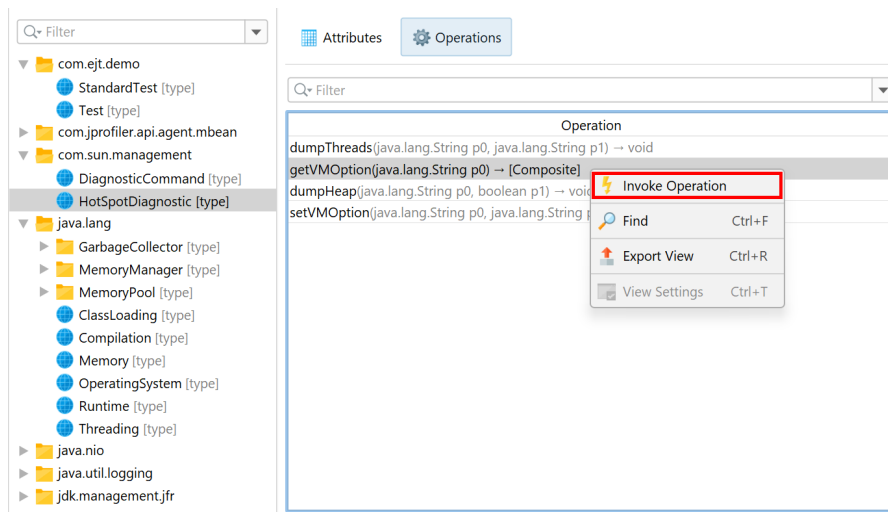 Filter
com.ejt.demo
StandardTest [type]
Test [type]
com.jprofiler.api.agent.mbean
com.sun.management
DiagnosticCommand [type]
HotSpotDiagnostic [type]
java.lang
GarbageCollector [type]
MemoryManager [type]
MemoryPool [type]
ClassLoading [type]
Compilation [type]
Memory [type]
OperatingSystem [type]
Runtime [type]
Threading [type]
java.nio
java.util.logging
jdk.management.jfr
Attributes
Operations
Filter
Operation
dumpThreads(java.lang.String p0, java.lang.String p1) → void
getVMOption(java.lang.String p0) → [Composite]
dumpHeap(java.lang.String p0, boolean p1) → void
setVMOption(java.lang.String p0, java.lang.String
Invoke Operation
Find Ctrl+F
Export View Ctrl+R
View Settings Ctrl+T